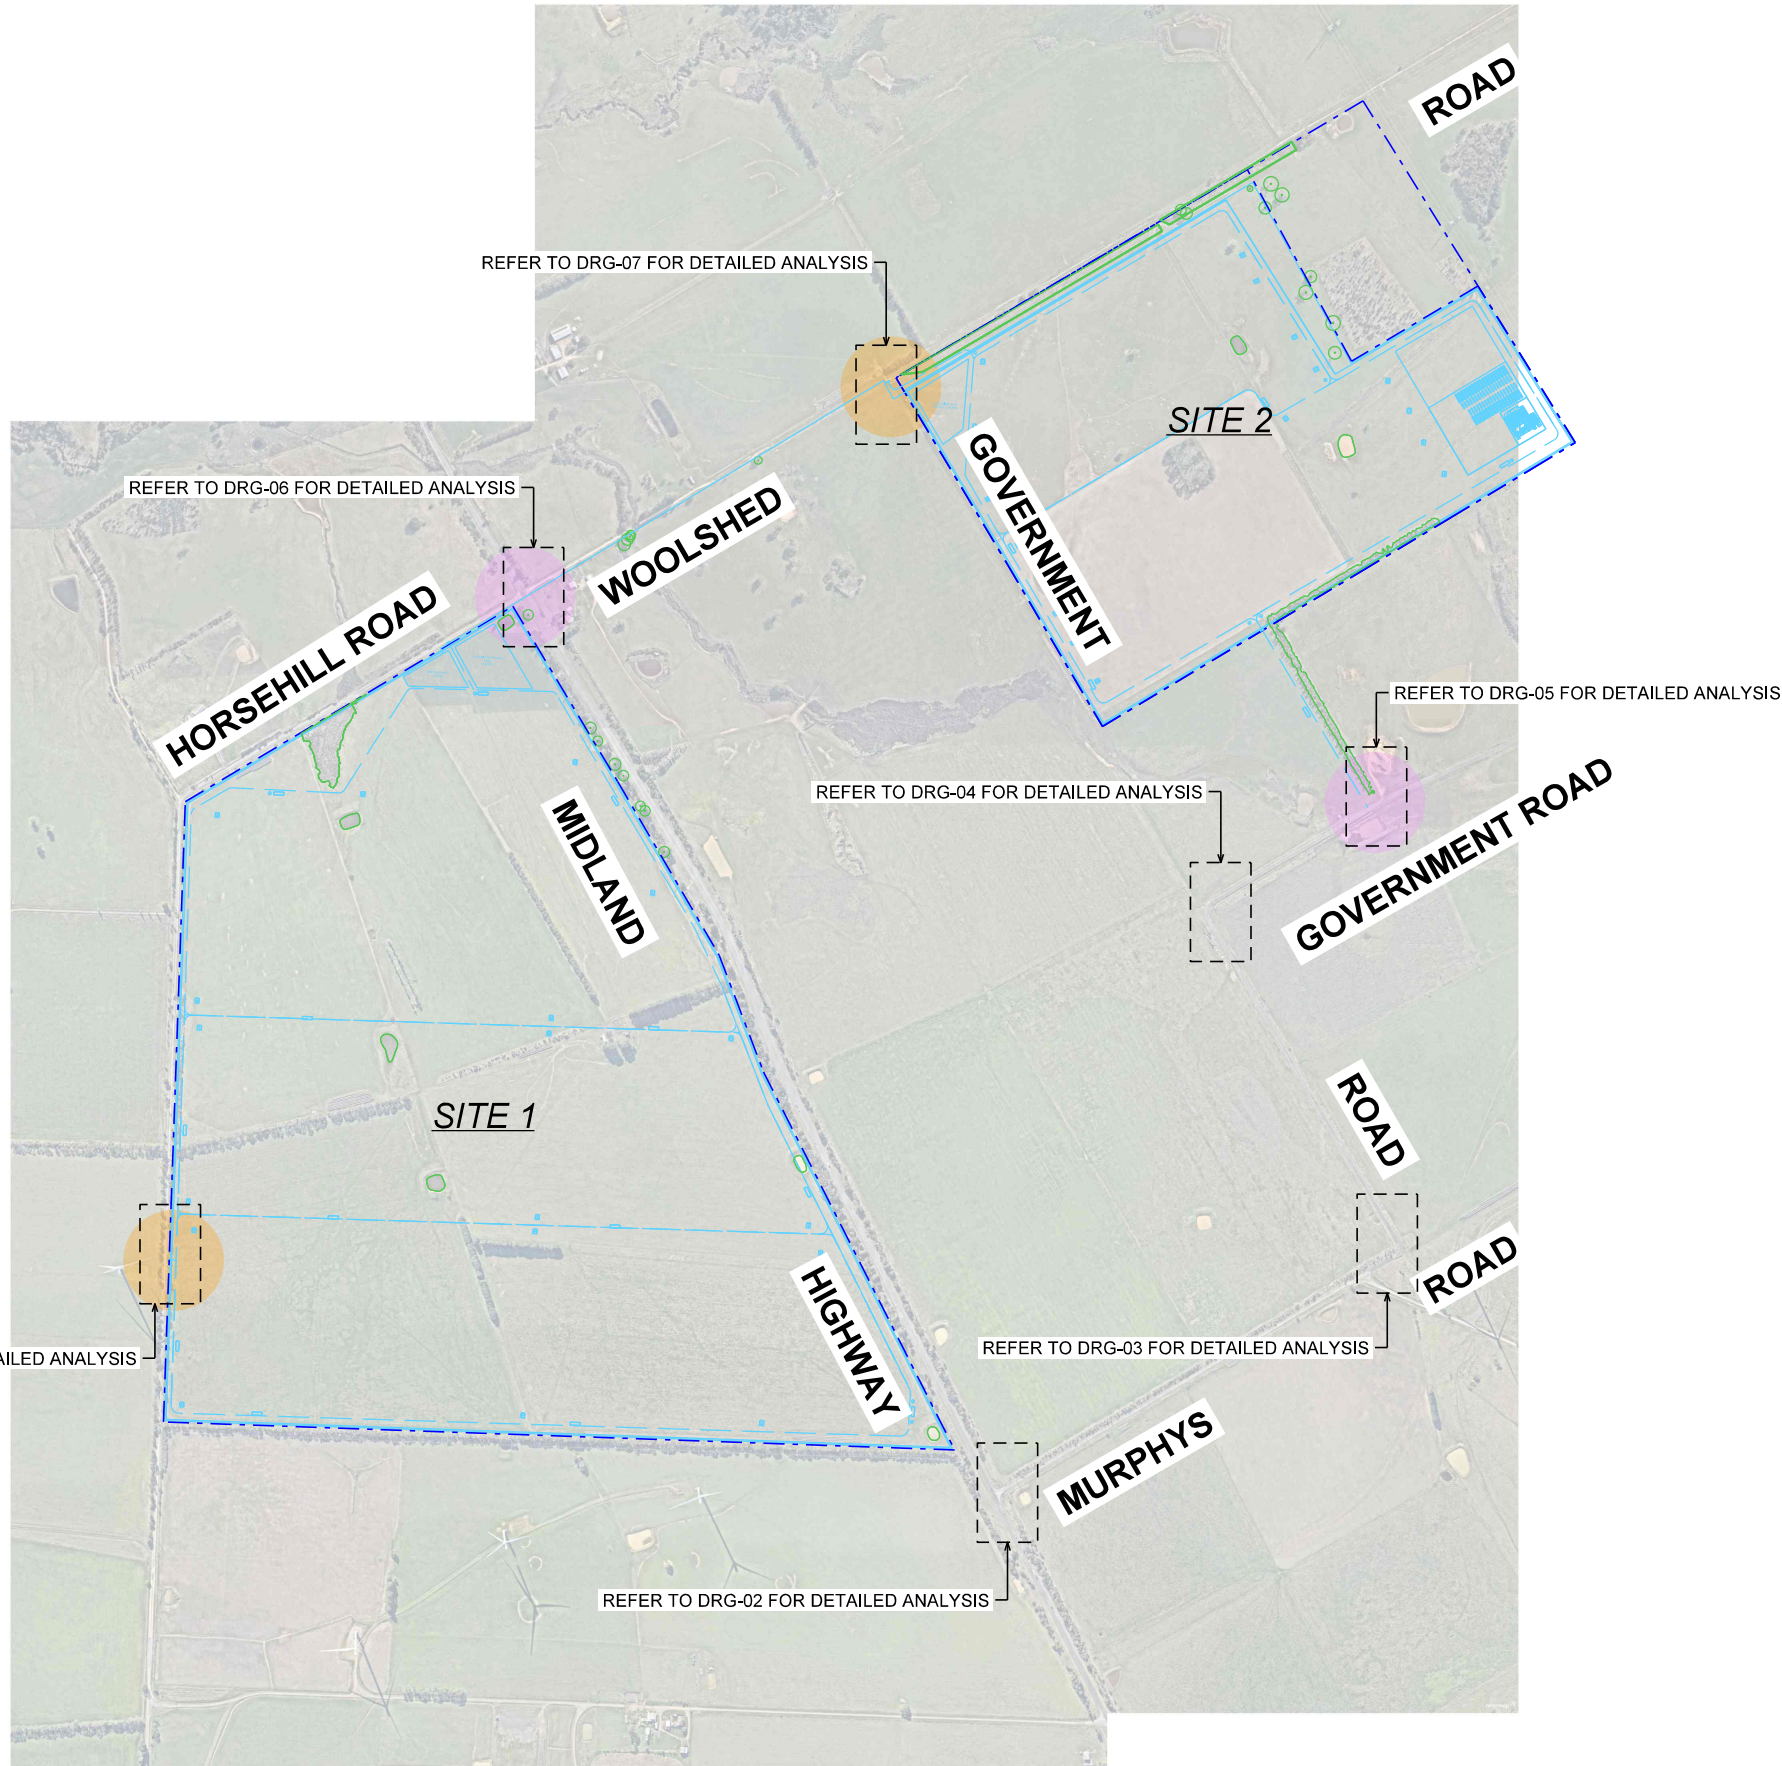 ROAD
REFER TO DRG-07 FOR DETAILED ANALYSIS
SITE 2
REFER TO DRG-06 FOR DETAILED ANALYSIS
WOOLSHED
GOVERNMENT
HORSEHILL ROAD
REFER TO DRG-05 FOR DETAILED ANALYSIS
REFER TO DRG-04 FOR DETAILED ANALYSIS
MIDLAND
GOVERNMENT ROAD
SITE 1
ROAD
ROAD
HIGHWAY
REFER TO DRG-03 FOR DETAILED ANALYSIS
AILED ANALYSIS
MURPHYS
REFER TO DRG-02 FOR DETAILED ANALYSIS